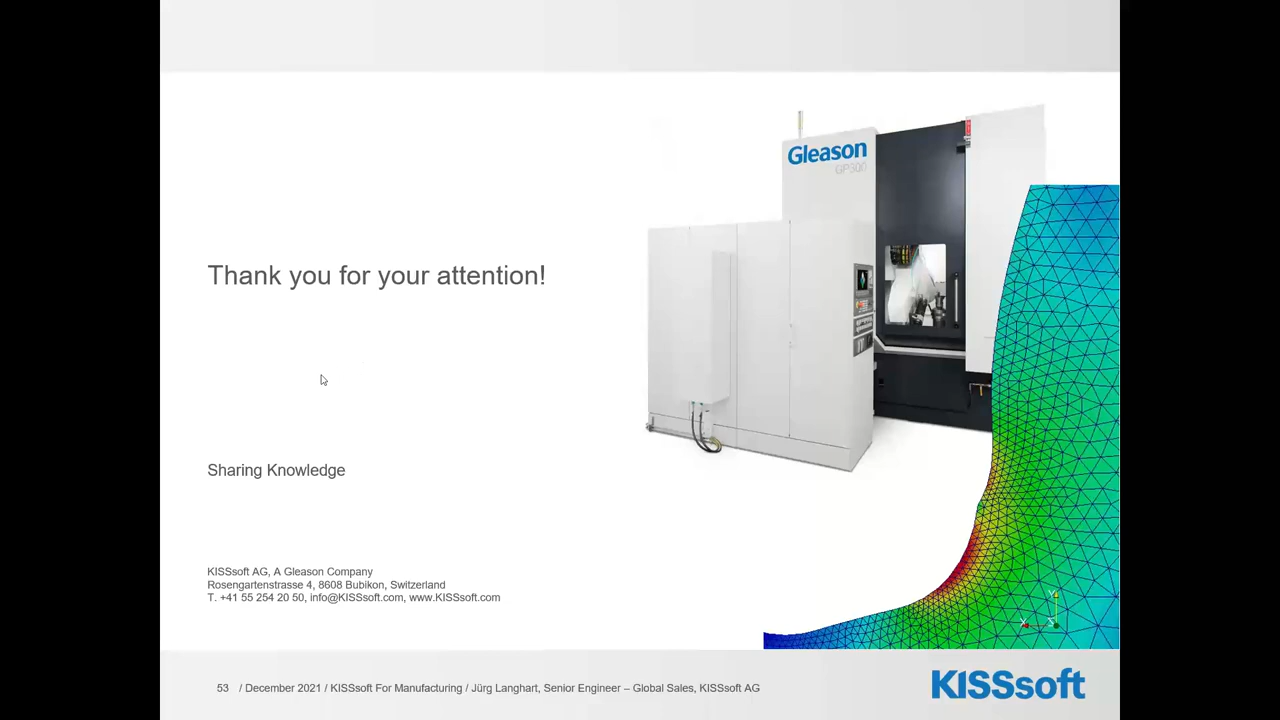 Gleason
GP300
Thank you for your attention!
Sharing Knowledge
KISSsoft AG, A Gleason Company
Rosengartenstrasse 4, 8608 Bubikon, Switzerland
T. +41 55 254 20 50, info@KISSsoft.com, www.KISSsoft.com
53 / December 2021 / KISSsoft For Manufacturing / Jürg Langhart, Senior Engineer – Global Sales, KISSsoft AG
KISSsoft